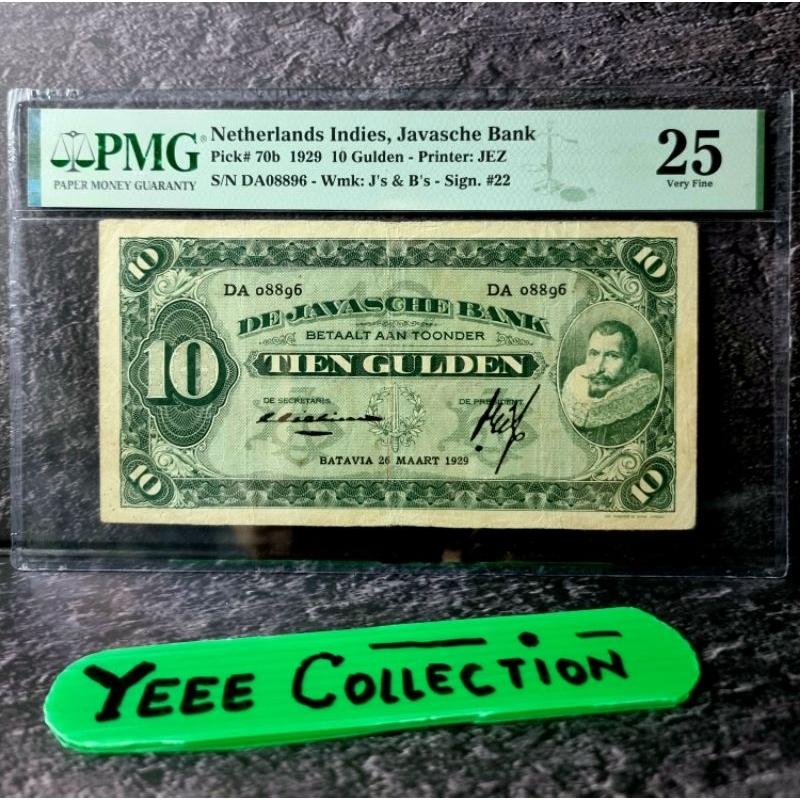 PMG®
PAPER MONEY GUARANTY
Netherlands Indies, Javasche Bank
Pick# 70b 1929 10 Gulden - Printer: JEZ
S/N DA08896 - Wmk: J's & B's - Sign. #22
25
Very Fine
10 10
DA 08896 DA 08896
DE JAVASCHE BANK
BETAALT AAN TOONDER
10 TIEN GULDEN
DE SECRETARIS. DE PRESIDENT.
BATAVIA 26 MAART 1929
10 10
YEEE COLLECTION